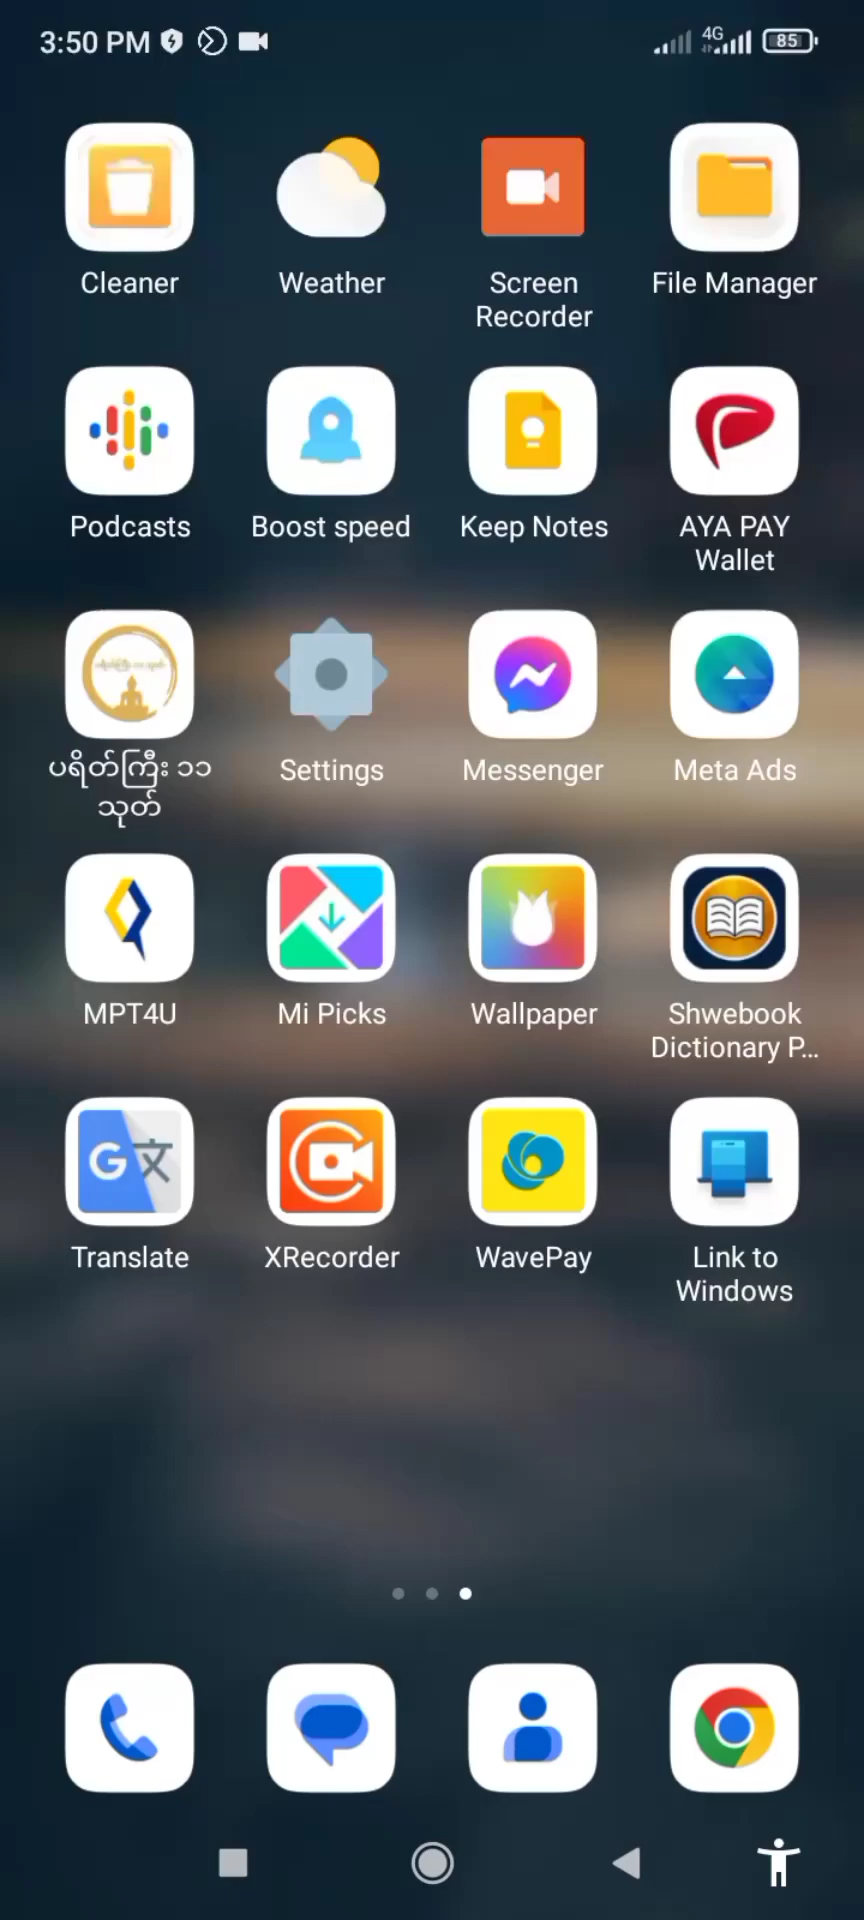 3:50 PM
4G
85
Cleaner
Weather
Screen
Recorder
File Manager
Podcasts
Boost speed
Keep Notes
AYA PAY
Wallet
ပရိတ်ကြီး ၁၁
သုတ်
Settings
Messenger
Meta Ads
MPT4U
Mi Picks
Wallpaper
Shwebook
Dictionary P...
G文
Translate
XRecorder
WavePay
Link to
Windows